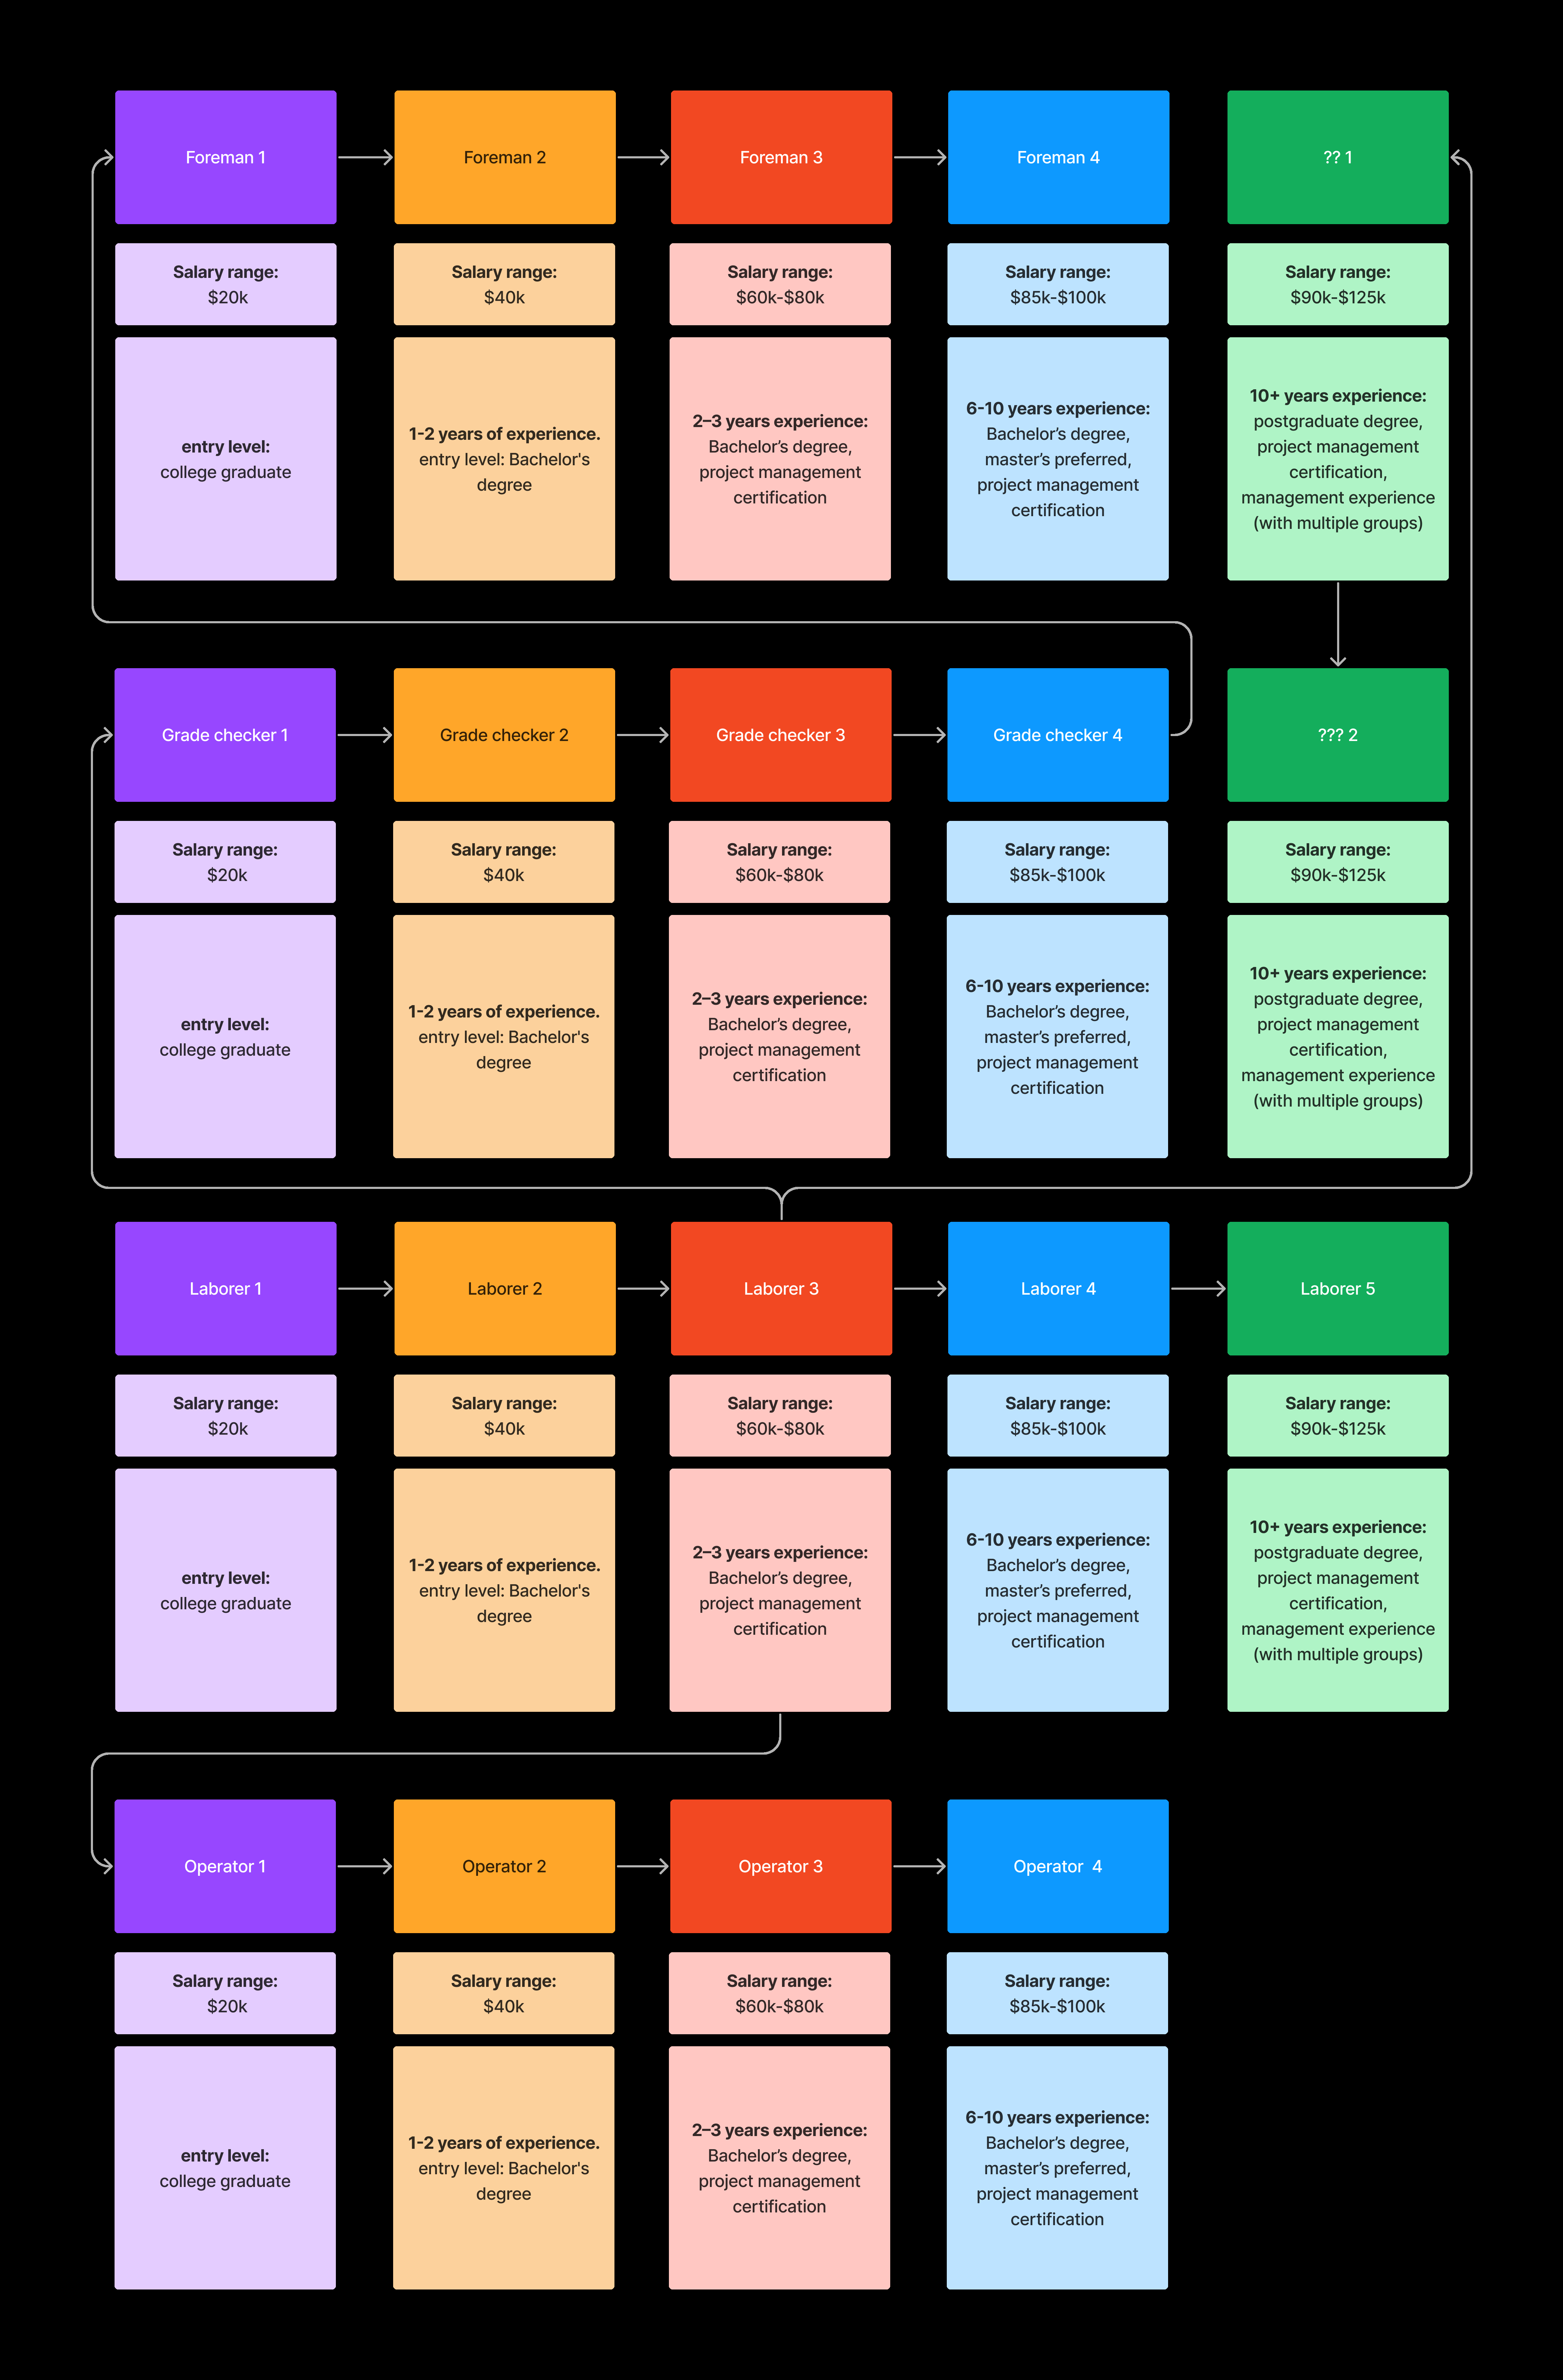 Foreman 1
Foreman 2
Foreman 3
Foreman 4
?? 1
Salary range:
$20k
Salary range:
$40k
Salary range:
$60k-$80k
Salary range:
$85k-$100k
Salary range:
$90k-$125k
entry level:
college graduate
1-2 years of experience.
entry level: Bachelor's
degree
2–3 years experience:
Bachelor’s degree,
project management
certification
6-10 years experience:
Bachelor’s degree,
master’s preferred,
project management
certification
10+ years experience:
postgraduate degree,
project management
certification,
management experience
(with multiple groups)
Grade checker 1
Grade checker 2
Grade checker 3
Grade checker 4
??? 2
Salary range:
$20k
Salary range:
$40k
Salary range:
$60k-$80k
Salary range:
$85k-$100k
Salary range:
$90k-$125k
entry level:
college graduate
1-2 years of experience.
entry level: Bachelor's
degree
2–3 years experience:
Bachelor’s degree,
project management
certification
6-10 years experience:
Bachelor’s degree,
master’s preferred,
project management
certification
10+ years experience:
postgraduate degree,
project management
certification,
management experience
(with multiple groups)
Laborer 1
Laborer 2
Laborer 3
Laborer 4
Laborer 5
Salary range:
$20k
Salary range:
$40k
Salary range:
$60k-$80k
Salary range:
$85k-$100k
Salary range:
$90k-$125k
entry level:
college graduate
1-2 years of experience.
entry level: Bachelor's
degree
2–3 years experience:
Bachelor’s degree,
project management
certification
6-10 years experience:
Bachelor’s degree,
master’s preferred,
project management
certification
10+ years experience:
postgraduate degree,
project management
certification,
management experience
(with multiple groups)
Operator 1
Operator 2
Operator 3
Operator  4
Salary range:
$20k
Salary range:
$40k
Salary range:
$60k-$80k
Salary range:
$85k-$100k
entry level:
college graduate
1-2 years of experience.
entry level: Bachelor's
degree
2–3 years experience:
Bachelor’s degree,
project management
certification
6-10 years experience:
Bachelor’s degree,
master’s preferred,
project management
certification